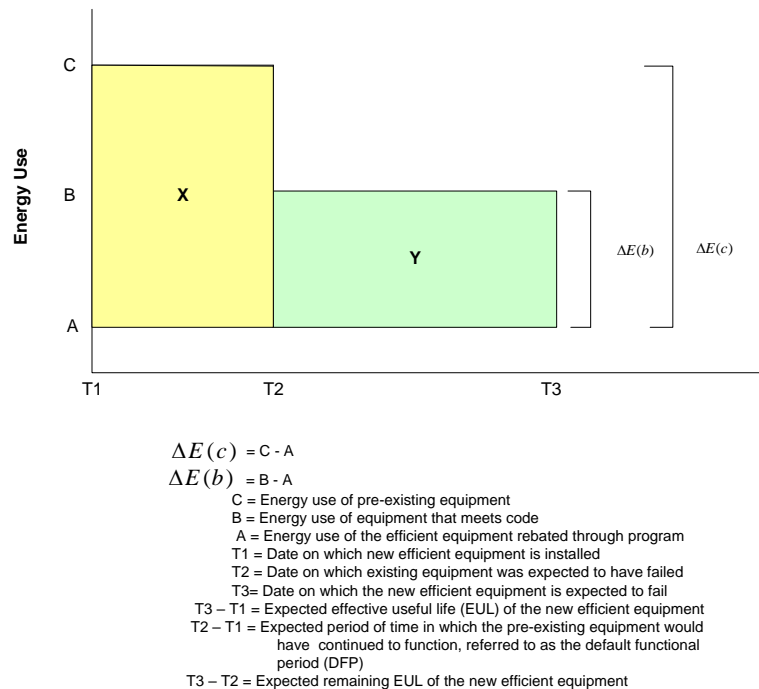 C
B
A
Energy Use
X
Y
ΔE(b)
ΔE(c)
T1
T2
T3
ΔE(c) = C - A
ΔE(b) = B - A
C = Energy use of pre-existing equipment
B = Energy use of equipment that meets code
A = Energy use of the efficient equipment rebated through program
T1 = Date on which new efficient equipment is installed
T2 = Date on which existing equipment was expected to have failed
T3= Date on which the new efficient equipment is expected to fail
T3 – T1 = Expected effective useful life (EUL) of the new efficient equipment
T2 – T1 = Expected period of time in which the pre-existing equipment would
have continued to function, referred to as the default functional
period (DFP)
T3 – T2 = Expected remaining EUL of the new efficient equipment